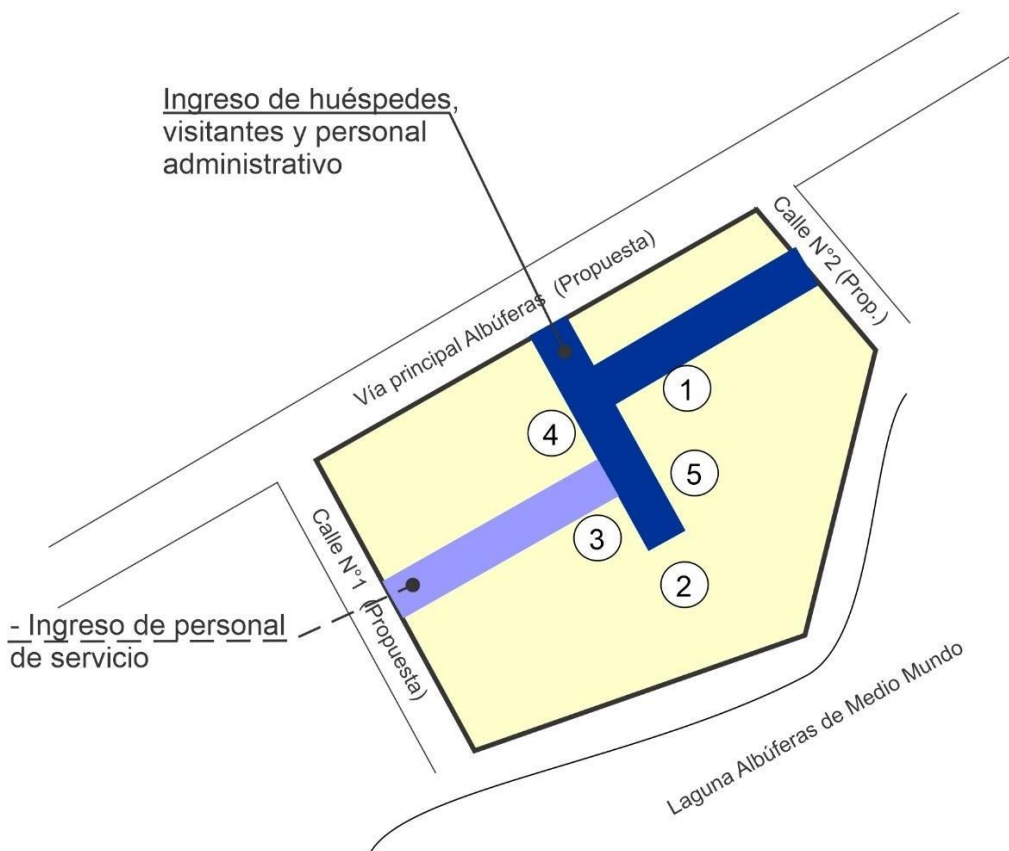 Ingreso de huéspedes,
visitantes y personal
administrativo
Vía principal Albúferas (Propuesta)
Calle N°2 (Prop.)
1
4
5
3
2
Calle N°1 (Propuesta)
- Ingreso de personal
de servicio
Laguna Albúferas de Medio Mundo